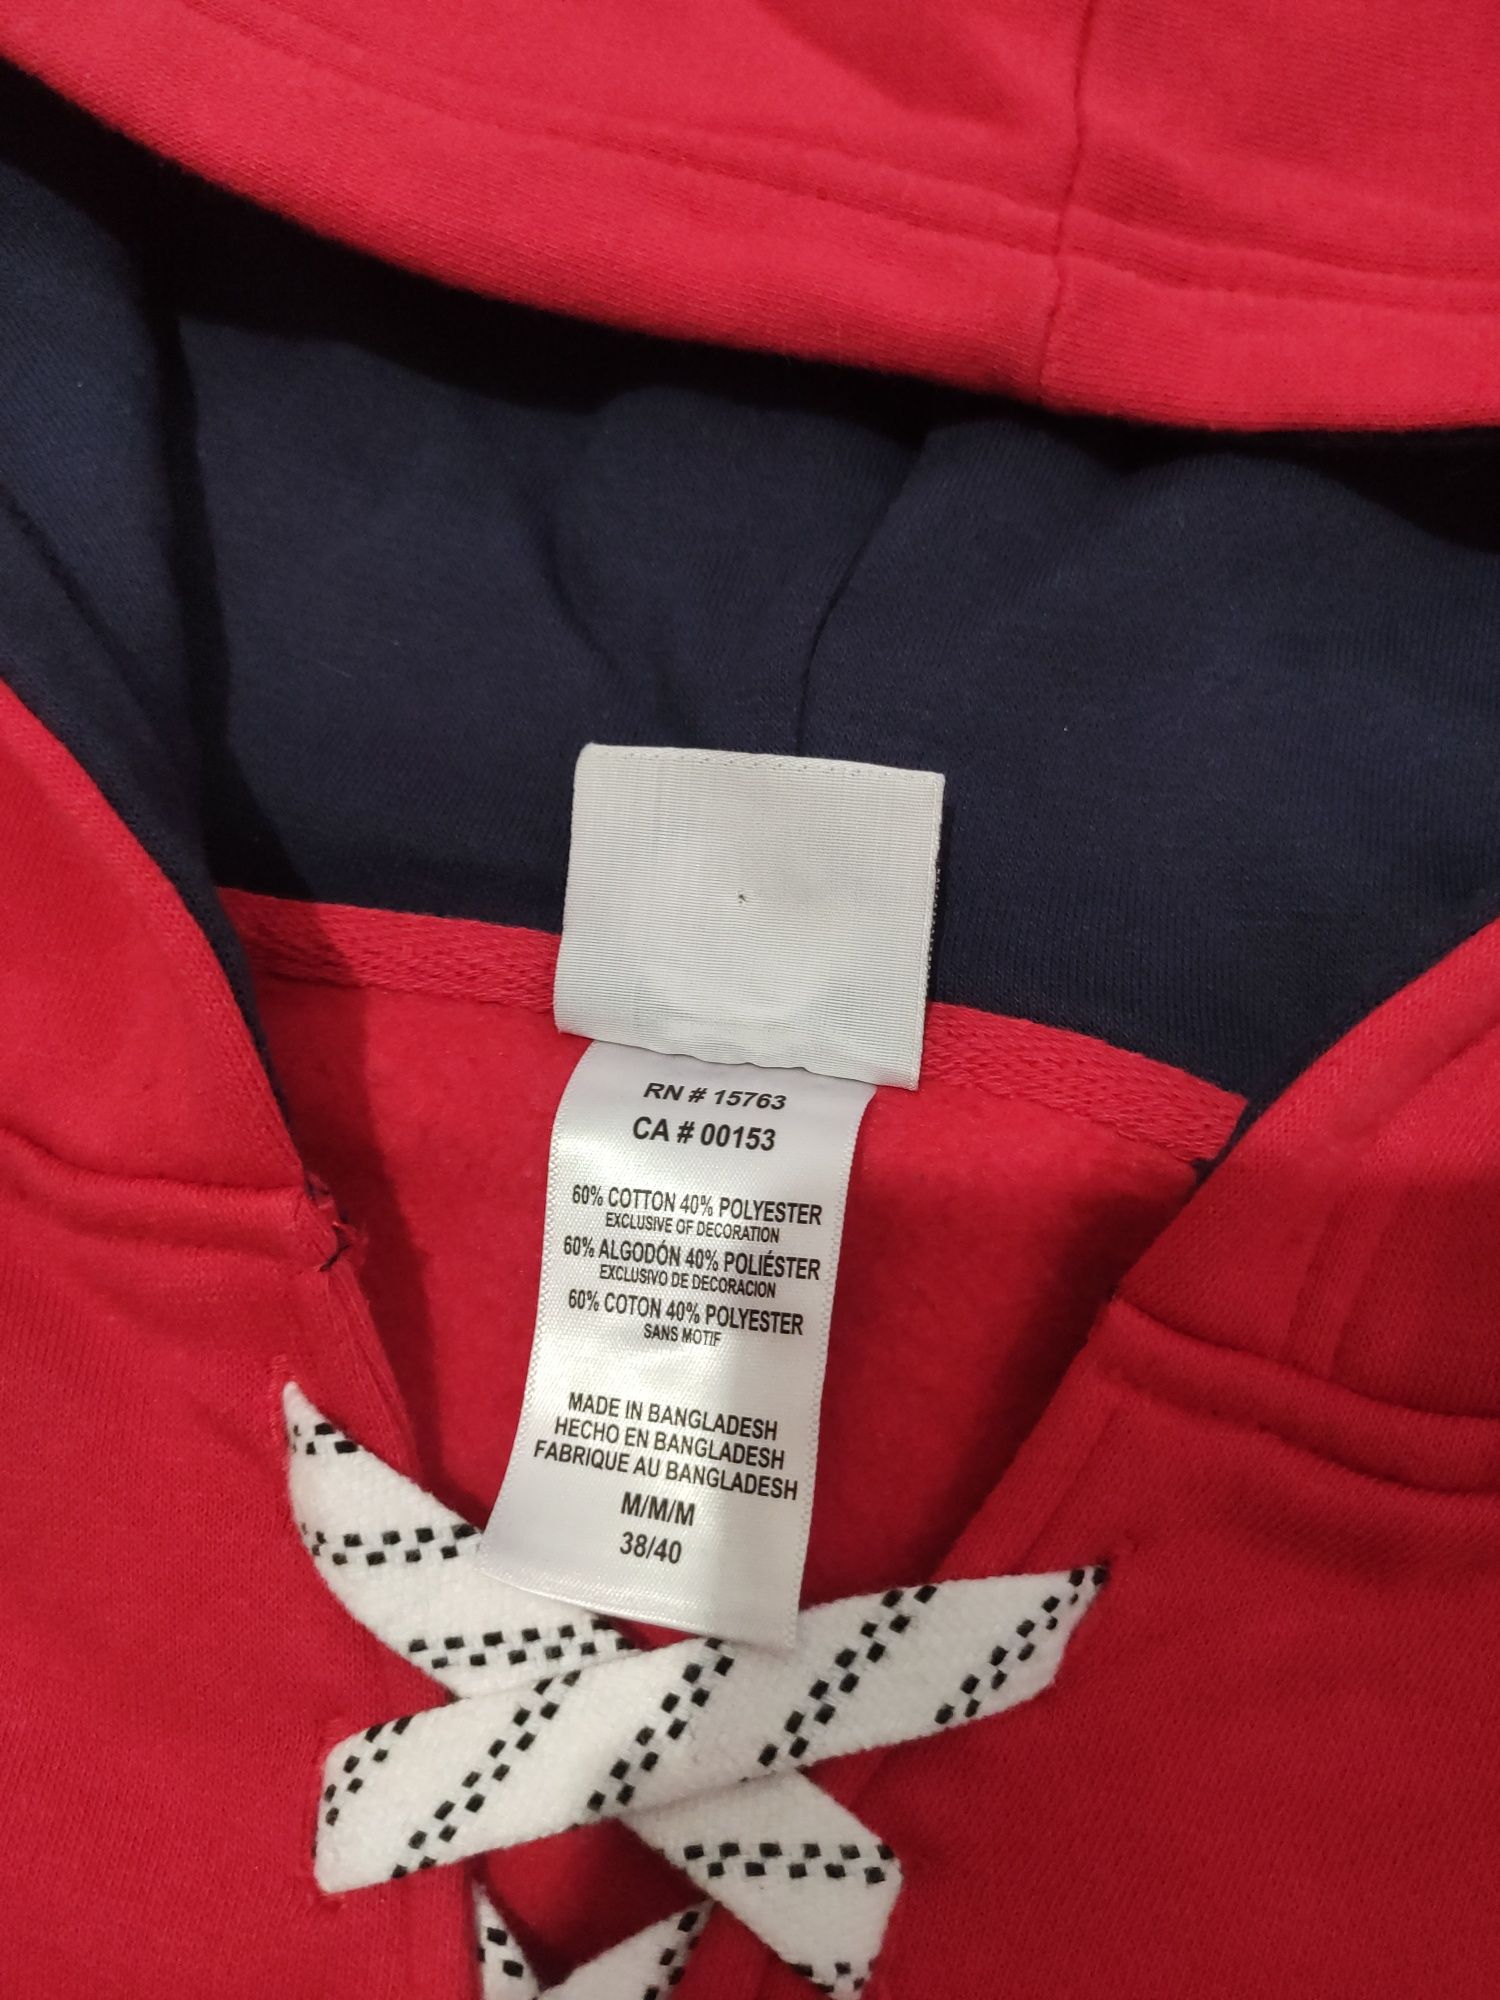 RN # 15763
CA # 00153
60% COTTON 40% POLYESTER
EXCLUSIVE OF DECORATION
60% ALGODÓN 40% POLIÉSTER
EXCLUSIVO DE DECORACION
60% COTON 40% POLYESTER
SANS MOTIF
MADE IN BANGLADESH
HECHO EN BANGLADESH
FABRIQUE AU BANGLADESH
M/M/M
38/40